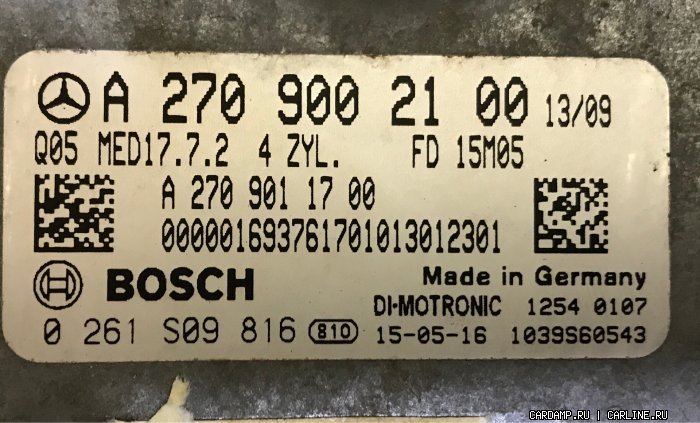 A 270 900 21 00 13/09
Q05 MED17.7.2 4 ZYL. FD 15M05
A 270 901 17 00
000001693761701013012301
BOSCH Made in Germany
DI-MOTRONIC 1254 0107
0 261 S09 816 810 15-05-16 1039S60543
CARDAMP.RU | CARLINE.RU